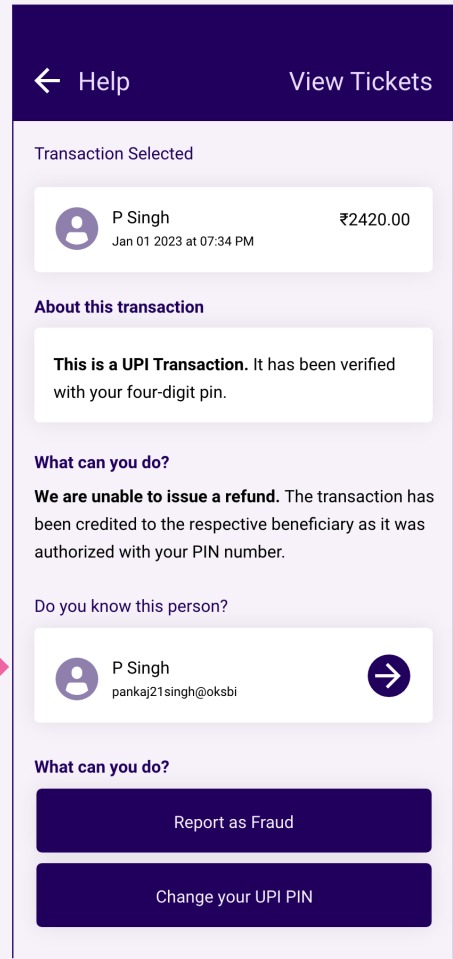 Help View Tickets
Transaction Selected
P Singh ₹2420.00
Jan 01 2023 at 07:34 PM
About this transaction
This is a UPI Transaction. It has been verified
with your four-digit pin.
What can you do?
We are unable to issue a refund. The transaction has
been credited to the respective beneficiary as it was
authorized with your PIN number.
Do you know this person?
P Singh
pankaj21singh@oksbi
What can you do?
Report as Fraud
Change your UPI PIN